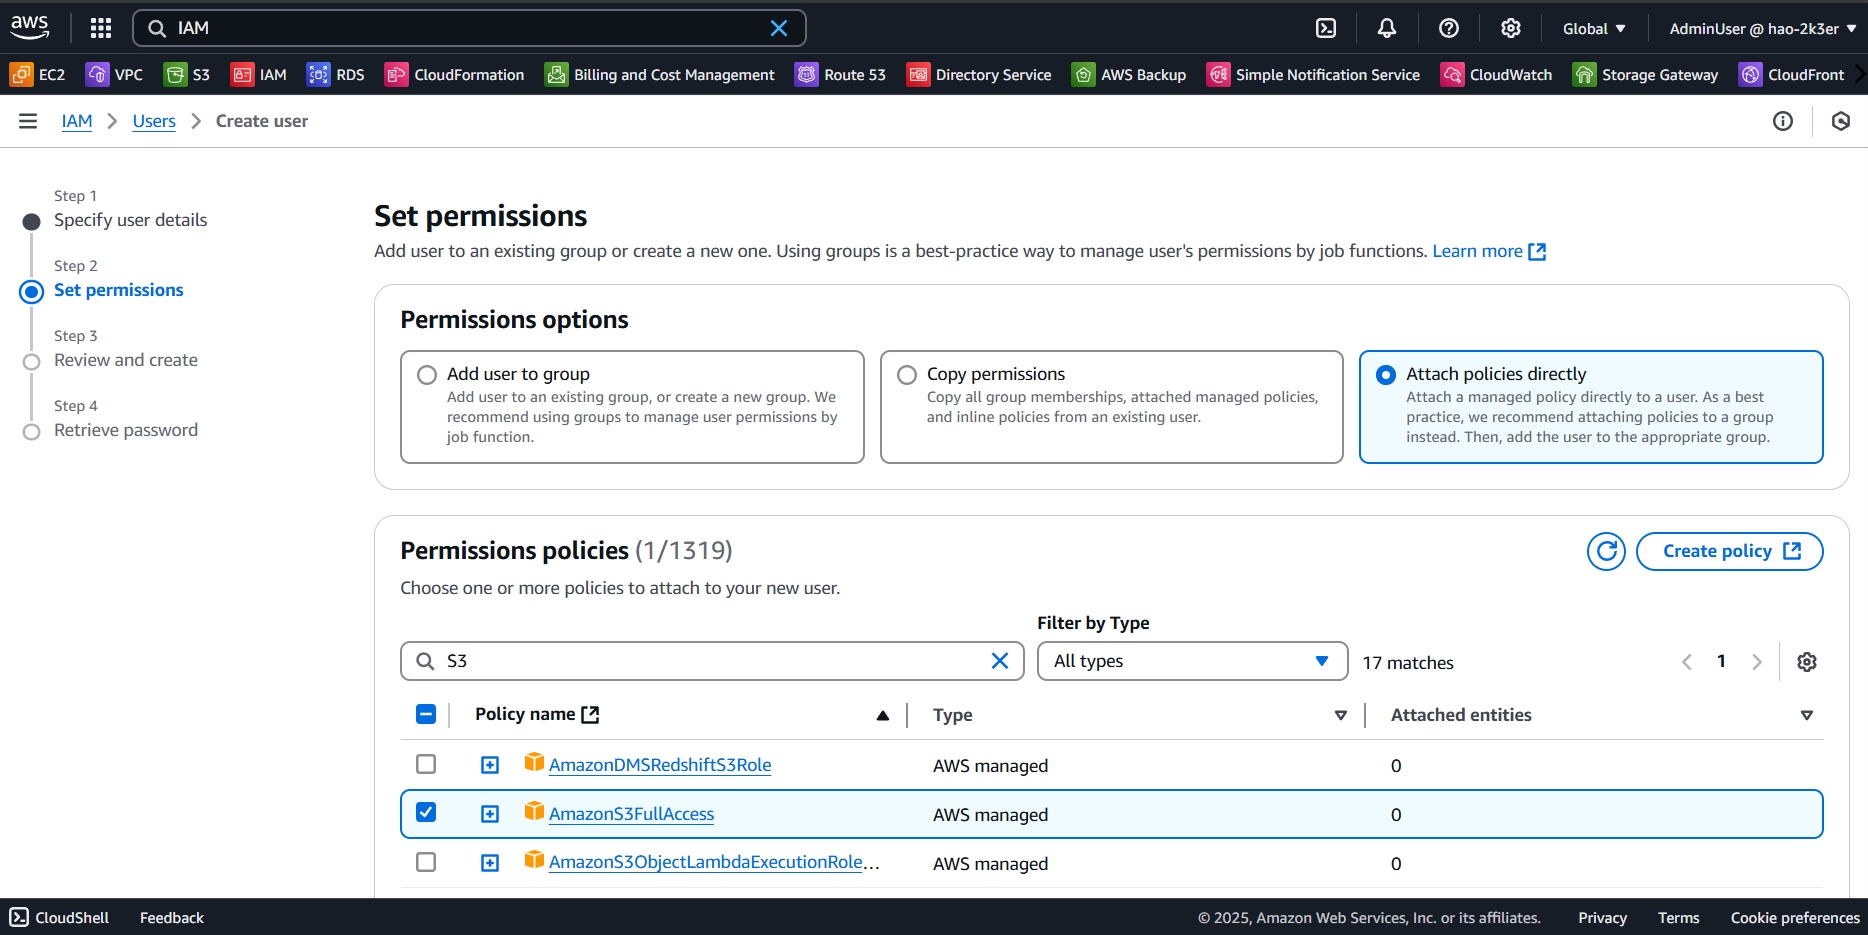 aws
IAM
Global
AdminUser @ hao-2k3er
EC2
VPC
S3
IAM
RDS
CloudFormation
Billing and Cost Management
Route 53
Directory Service
AWS Backup
Simple Notification Service
CloudWatch
Storage Gateway
CloudFront
IAM
Users
Create user
Step 1
Specify user details
Step 2
Set permissions
Step 3
Review and create
Step 4
Retrieve password
Set permissions
Add user to an existing group or create a new one. Using groups is a best-practice way to manage user's permissions by job functions. Learn more
Permissions options
Add user to group
Add user to an existing group, or create a new group. We
recommend using groups to manage user permissions by
job function.
Copy permissions
Copy all group memberships, attached managed policies,
and inline policies from an existing user.
Attach policies directly
Attach a managed policy directly to a user. As a best
practice, we recommend attaching policies to a group
instead. Then, add the user to the appropriate group.
Permissions policies (1/1319)
Create policy
Choose one or more policies to attach to your new user.
Filter by Type
S3
All types
17 matches
1
Policy name
Type
Attached entities
AmazonDMSRedshiftS3Role
AWS managed
0
AmazonS3FullAccess
AWS managed
0
AmazonS3ObjectLambdaExecutionRole...
AWS managed
0
CloudShell
Feedback
© 2025, Amazon Web Services, Inc. or its affiliates.
Privacy
Terms
Cookie preferences